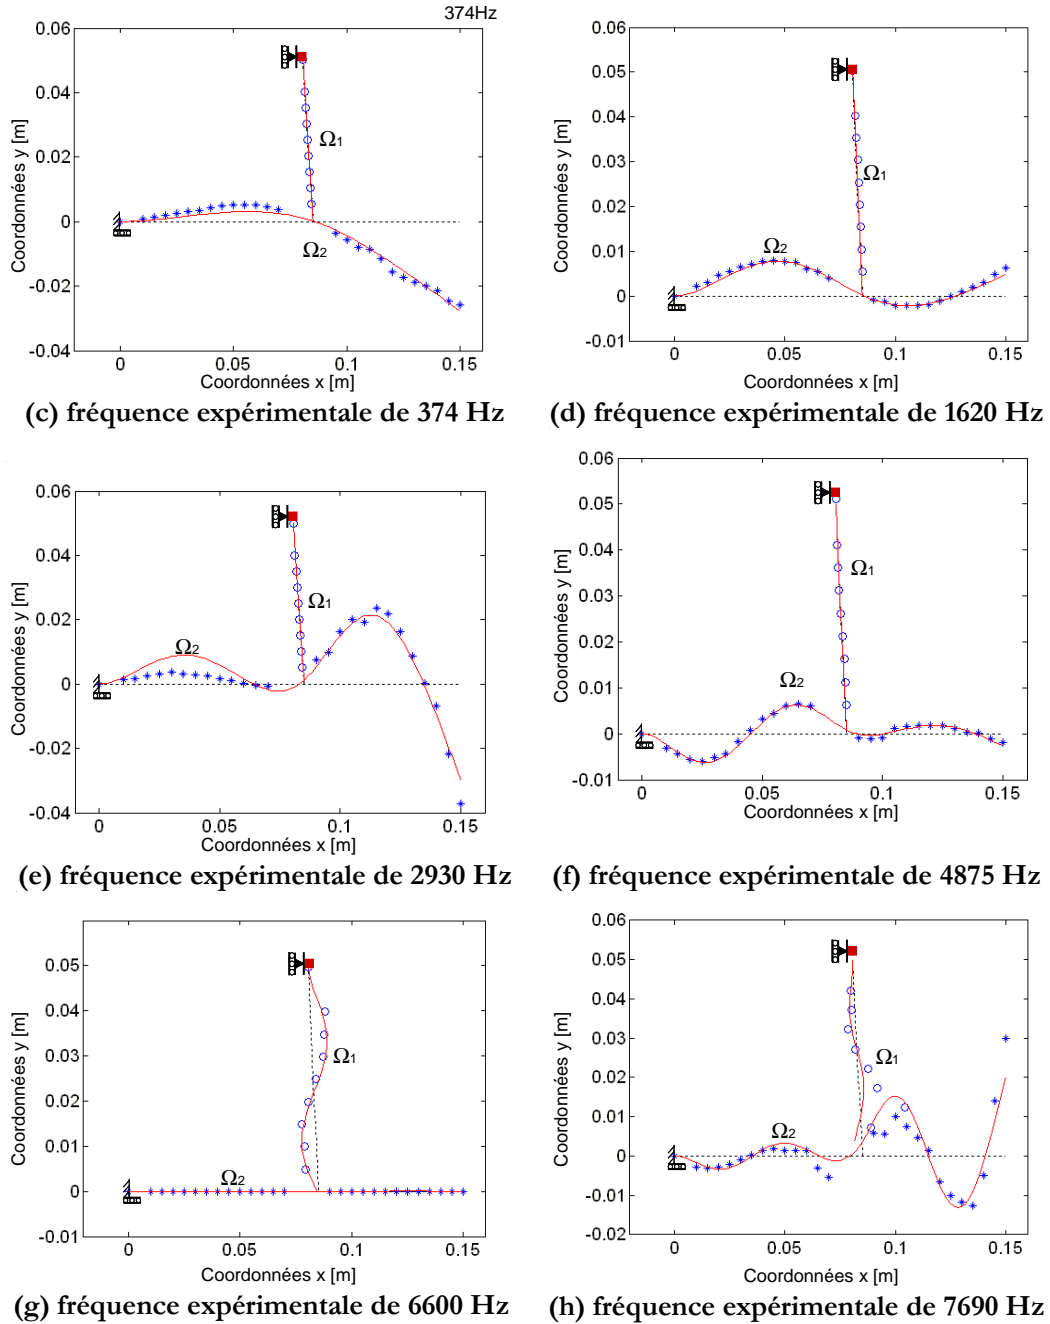 374Hz
0.06
0.04
0.02
0
-0.02
-0.04
Coordonnées y [m]
Ω1
Ω2
0
0.05
0.1
0.15
Coordonnées x [m]
(c) fréquence expérimentale de 374 Hz
0.06
0.05
0.04
0.03
0.02
0.01
0
-0.01
Coordonnées y [m]
Ω1
Ω2
0
0.05
0.1
0.15
Coordonnées x [m]
(d) fréquence expérimentale de 1620 Hz
0.06
0.04
0.02
0
-0.02
-0.04
Coordonnées y [m]
Ω1
Ω2
0
0.05
0.1
0.15
Coordonnées x [m]
(e) fréquence expérimentale de 2930 Hz
0.06
0.05
0.04
0.03
0.02
0.01
0
-0.01
Coordonnées y [m]
Ω1
Ω2
0
0.05
0.1
0.15
Coordonnées x [m]
(f) fréquence expérimentale de 4875 Hz
0.05
0.04
0.03
0.02
0.01
0
-0.01
Coordonnées y [m]
Ω1
Ω2
0
0.05
0.1
0.15
Coordonnées x [m]
(g) fréquence expérimentale de 6600 Hz
0.06
0.05
0.04
0.03
0.02
0.01
0
-0.01
-0.02
Coordonnées y [m]
Ω1
Ω2
0
0.05
0.1
0.15
Coordonnées x [m]
(h) fréquence expérimentale de 7690 Hz